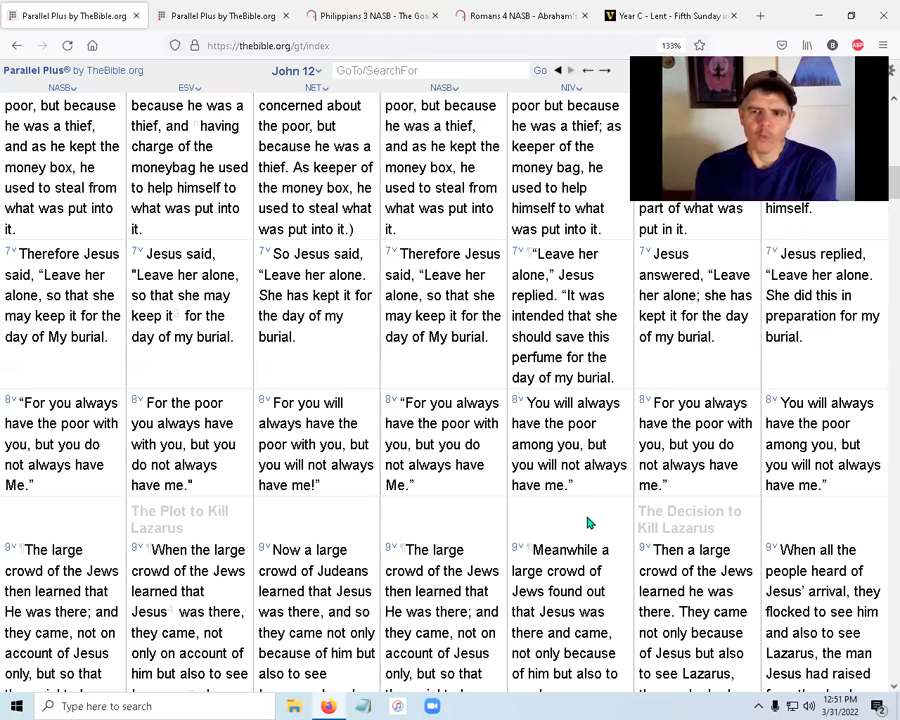 Parallel Plus by TheBible.org
Parallel Plus by TheBible.org
Philippians 3 NASB - The Goal
Romans 4 NASB - Abraham's
Year C - Lent - Fifth Sunday in
https://thebible.org/gt/index
133%
Parallel Plus® by TheBible.org
John 12
GoTo/SearchFor
Go
NASB
ESV
NET
NASB
NIV
poor, but because
he was a thief,
and as he kept the
money box, he
used to steal from
what was put into
it.
because he was a
thief, and having
charge of the
moneybag he used
to help himself to
what was put into
it.
concerned about
the poor, but
because he was a
thief. As keeper of
the money box, he
used to steal what
was put into it.)
poor, but because
he was a thief,
and as he kept the
money box, he
used to steal from
what was put into
it.
poor but because
he was a thief; as
keeper of the
money bag, he
used to help
himself to what
was put into it.
part of what was
put in it.
himself.
7v Therefore Jesus
said, “Leave her
alone, so that she
may keep it for the
day of My burial.
7v Jesus said,
"Leave her alone,
so that she may
keep it3 for the
day of my burial.
7v So Jesus said,
“Leave her alone.
She has kept it for
the day of my
burial.
7v Therefore Jesus
said, “Leave her
alone, so that she
may keep it for the
day of My burial.
7v ¶“Leave her
alone,” Jesus
replied. “It was
intended that she
should save this
perfume for the
day of my burial.
7v Jesus
answered, “Leave
her alone; she has
kept it for the day
of my burial.
7v Jesus replied,
“Leave her alone.
She did this in
preparation for my
burial.
8v “For you always
have the poor with
you, but you do
not always have
Me.”
8v For the poor
you always have
with you, but you
do not always
have me."
8v For you will
always have the
poor with you, but
you will not always
have me!”
8v “For you always
have the poor with
you, but you do
not always have
Me.”
8v You will always
have the poor
among you, but
you will not always
have me.”
8v For you always
have the poor with
you, but you do
not always have
me.”
8v You will always
have the poor
among you, but
you will not always
have me.”
The Plot to Kill
Lazarus
The Decision to
Kill Lazarus
9v ¶The large
crowd of the Jews
then learned that
He was there; and
they came, not on
account of Jesus
only, but so that
9v ¶When the large
crowd of the Jews
learned that
Jesus4 was there,
they came, not
only on account of
him but also to see
9v Now a large
crowd of Judeans
learned that Jesus
was there, and so
they came not only
because of him but
also to see
9v ¶The large
crowd of the Jews
then learned that
He was there; and
they came, not on
account of Jesus
only, but so that
9v ¶Meanwhile a
large crowd of
Jews found out
that Jesus was
there and came,
not only because
of him but also to
9v Then a large
crowd of the Jews
learned he was
there. They came
not only because
of Jesus but also
to see Lazarus,
9v When all the
people heard of
Jesus’ arrival, they
flocked to see him
and also to see
Lazarus, the man
Jesus had raised
Type here to search
12:51 PM
3/31/2022
2